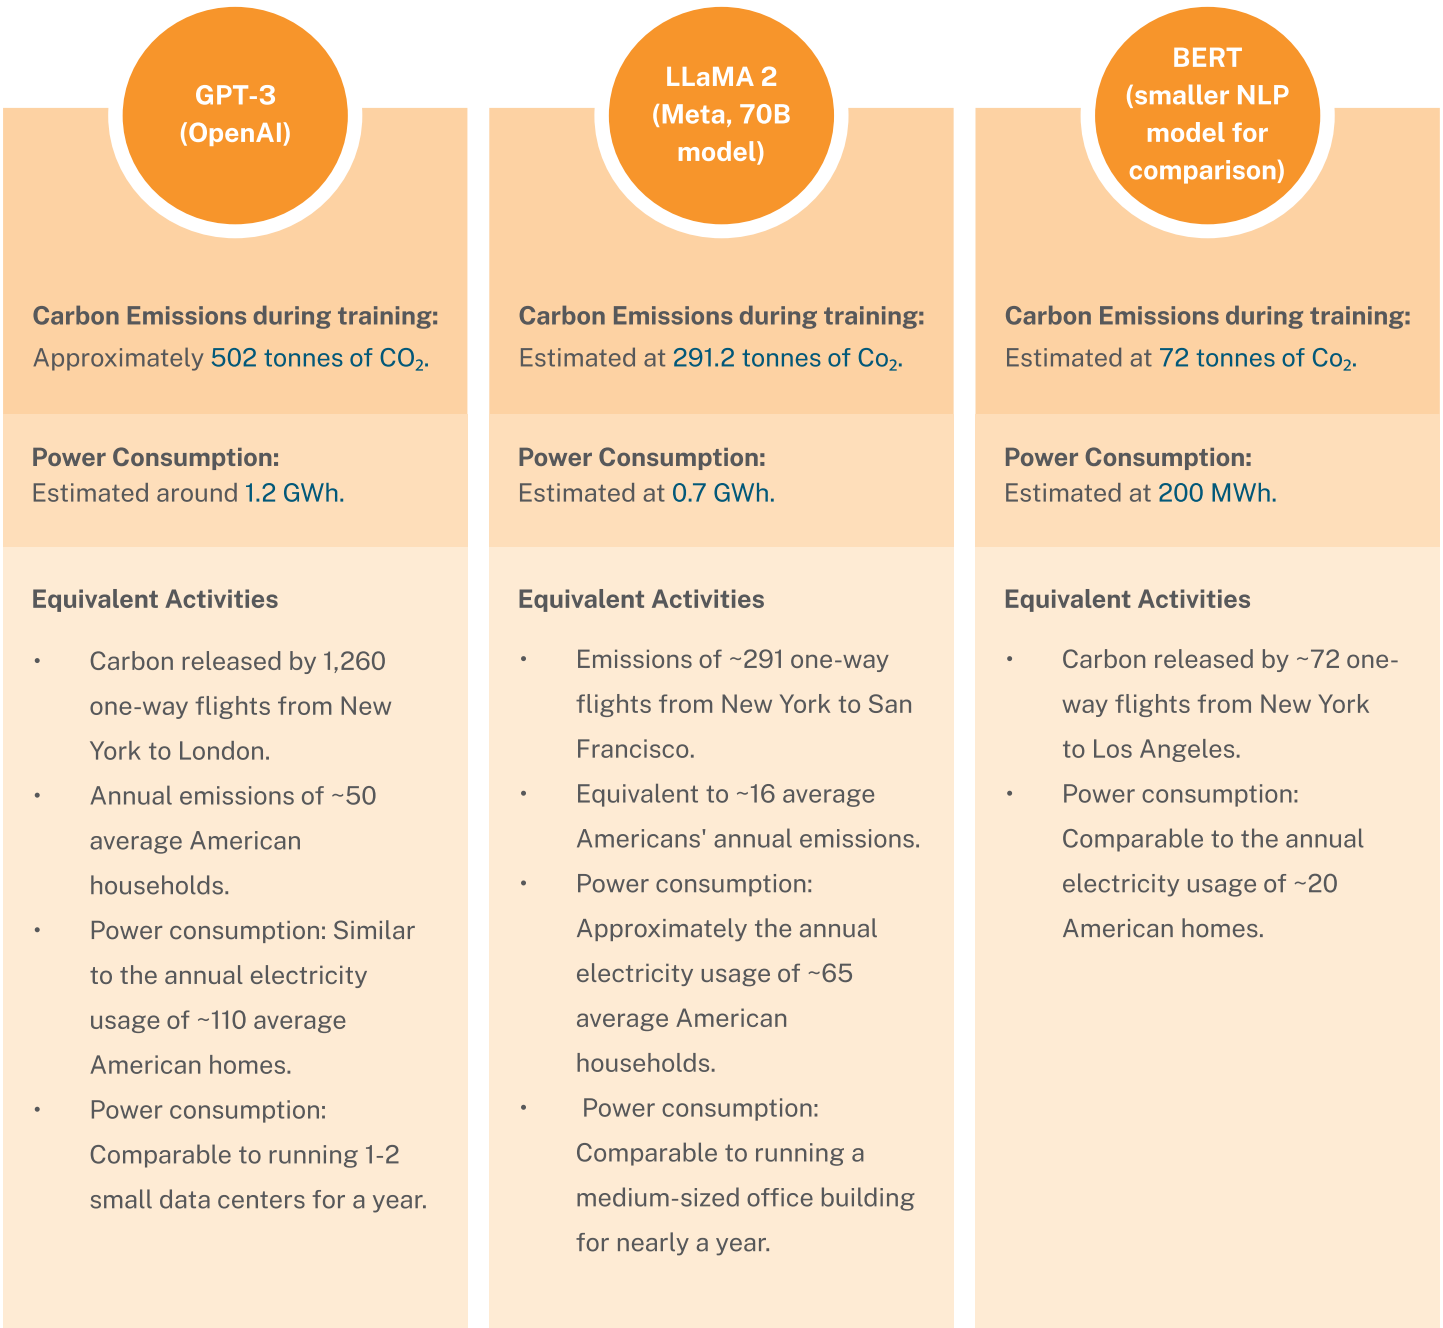 GPT-3
(OpenAI)
Carbon Emissions during training:
Approximately 502 tonnes of CO₂.
Power Consumption:
Estimated around 1.2 GWh.
Equivalent Activities
• Carbon released by 1,260
one-way flights from New
York to London.
• Annual emissions of ~50
average American
households.
• Power consumption: Similar
to the annual electricity
usage of ~110 average
American homes.
• Power consumption:
Comparable to running 1-2
small data centers for a year.
LLaMA 2
(Meta, 70B
model)
Carbon Emissions during training:
Estimated at 291.2 tonnes of Co₂.
Power Consumption:
Estimated at 0.7 GWh.
Equivalent Activities
• Emissions of ~291 one-way
flights from New York to San
Francisco.
• Equivalent to ~16 average
Americans' annual emissions.
• Power consumption:
Approximately the annual
electricity usage of ~65
average American
households.
• Power consumption:
Comparable to running a
medium-sized office building
for nearly a year.
BERT
(smaller NLP
model for
comparison)
Carbon Emissions during training:
Estimated at 72 tonnes of Co₂.
Power Consumption:
Estimated at 200 MWh.
Equivalent Activities
• Carbon released by ~72 one-
way flights from New York
to Los Angeles.
• Power consumption:
Comparable to the annual
electricity usage of ~20
American homes.